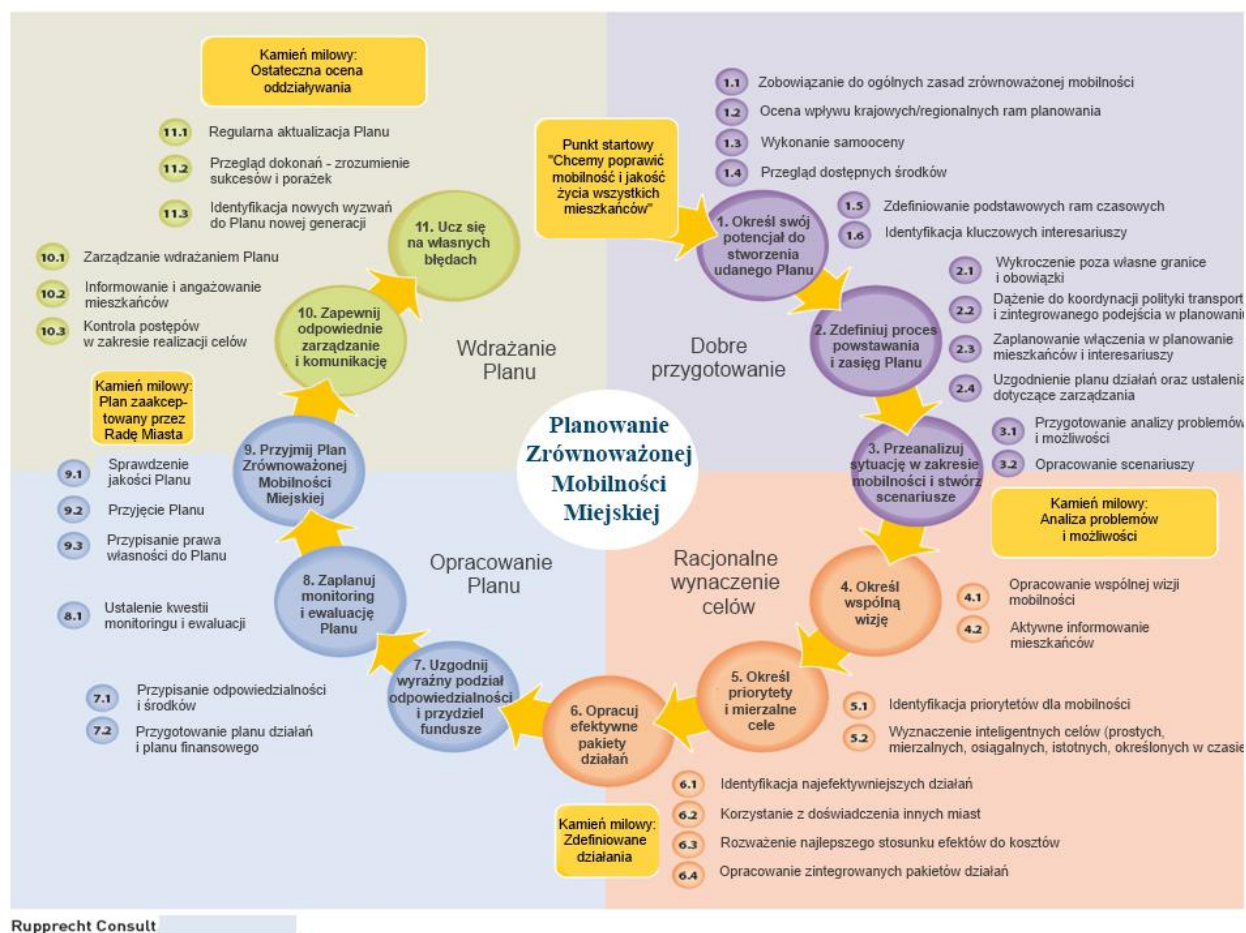 Punkt startowy
"Chcemy poprawić
mobilność i jakość
życia wszystkich
mieszkańców"
Dobre
przygotowanie
1. Określ swój
potencjał do
stworzenia
udanego Planu
1.1 Zobowiązanie do ogólnych zasad zrównoważonej mobilności
1.2 Ocena wpływu krajowych/regionalnych ram planowania
1.3 Wykonanie samooceny
1.4 Przegląd dostępnych środków
1.5 Zdefiniowanie podstawowych ram czasowych
1.6 Identyfikacja kluczowych interesariuszy
2. Zdefiniuj proces
powstawania
i zasięg Planu
2.1 Wykroczenie poza własne granice
i obowiązki
2.2 Dążenie do koordynacji polityki transport
i zintegrowanego podejścia w planowaniu
2.3 Zaplanowanie włączenia w planowanie
mieszkańców i interesariuszy
2.4 Uzgodnienie planu działań oraz ustalenia
dotyczące zarządzania
3. Przeanalizuj
sytuację w zakresie
mobilności i stwórz
scenariusze
3.1 Przygotowanie analizy problemów
i możliwości
3.2 Opracowanie scenariuszy
Kamień milowy:
Analiza problemów
i możliwości
Racjonalne
wynaczenie
celów
4. Określ
wspólną
wizję
4.1 Opracowanie wspólnej wizji
mobilności
4.2 Aktywne informowanie
mieszkańców
5. Określ
priorytety
i mierzalne
cele
5.1 Identyfikacja priorytetów dla mobilności
5.2 Wyznaczenie inteligentnych celów (prostych,
mierzalnych, osiągalnych, istotnych, określonych w czasie
6. Opracuj
efektywne
pakiety
działań
6.1 Identyfikacja najefektywniejszych działań
6.2 Korzystanie z doświadczenia innych miast
6.3 Rozważenie najlepszego stosunku efektów do kosztów
6.4 Opracowanie zintegrowanych pakietów działań
Kamień milowy:
Zdefiniowane
działania
Opracowanie
Planu
7. Uzgodnij
wyraźny podział
odpowiedzialności
i przydziel
fundusze
7.1 Przypisanie odpowiedzialności
i środków
7.2 Przygotowanie planu działań
i planu finansowego
8. Zaplanuj
monitoring
i ewaluację
Planu
8.1 Ustalenie kwestii
monitoringu i ewaluacji
9. Przyjmij Plan
Zrównoważonej
Mobilności
Miejskiej
9.1 Sprawdzenie
jakości Planu
9.2 Przyjęcie Planu
9.3 Przypisanie prawa
własności do Planu
Kamień milowy:
Plan zaakcep-
towany przez
Radę Miasta
Wdrażanie
Planu
10. Zapewnij
odpowiednie
zarządzanie
i komunikację
10.1 Zarządzanie wdrażaniem Planu
10.2 Informowanie i angażowanie
mieszkańców
10.3 Kontrola postępów
w zakresie realizacji celów
11. Ucz się
na własnych
błędach
11.1 Regularna aktualizacja Planu
11.2 Przegląd dokonań - zrozumienie
sukcesów i porażek
11.3 Identyfikacja nowych wyzwań
do Planu nowej generacji
Kamień milowy:
Ostateczna ocena
oddziaływania
Planowanie
Zrównoważonej
Mobilności
Miejskiej
Rupprecht Consult